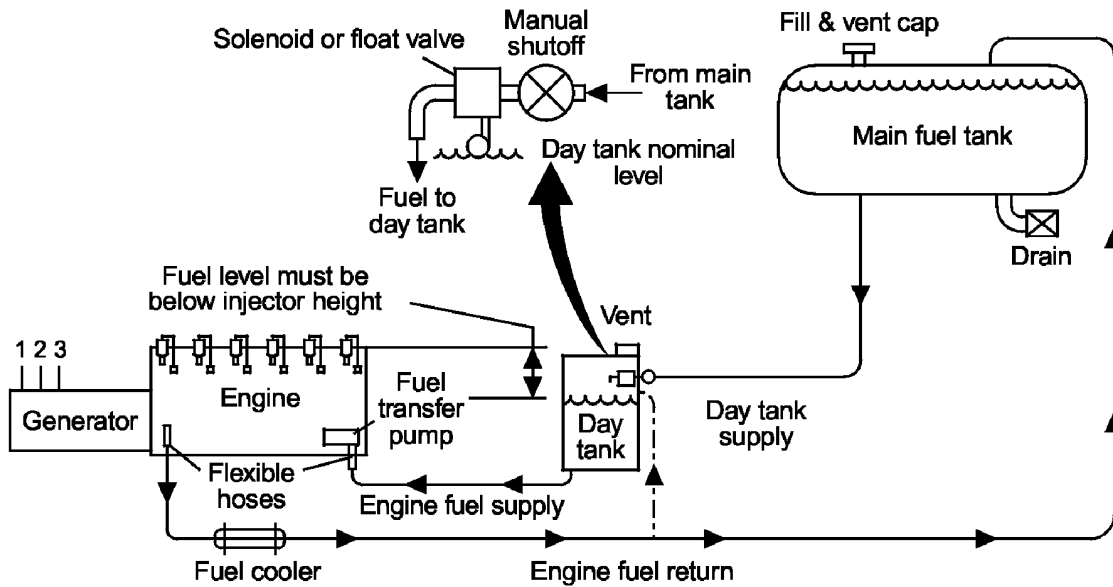 Solenoid or float valve
Manual
shutoff
From main
tank
Fill & vent cap
Main fuel tank
Day tank nominal
level
Fuel to
day tank
Drain
Fuel level must be
below injector height
Vent
1 2 3
Generator
Engine
Fuel
transfer
pump
Day
tank
Day tank
supply
Flexible
hoses
Engine fuel supply
Fuel cooler
Engine fuel return